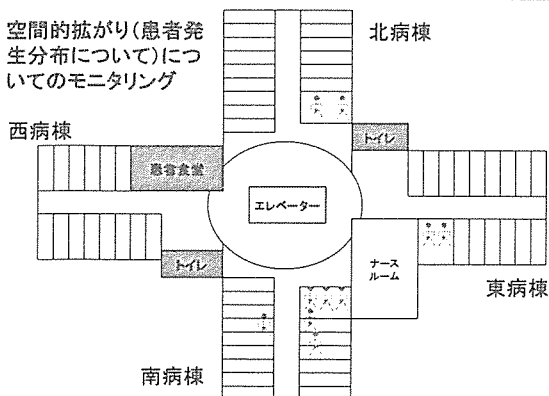 空間的拡がり(患者発
生分布について)につ
いてのモニタリング
北病棟
西病棟
トイレ
患者食堂
エレベーター
トイレ
ナース
ルーム
東病棟
南病棟